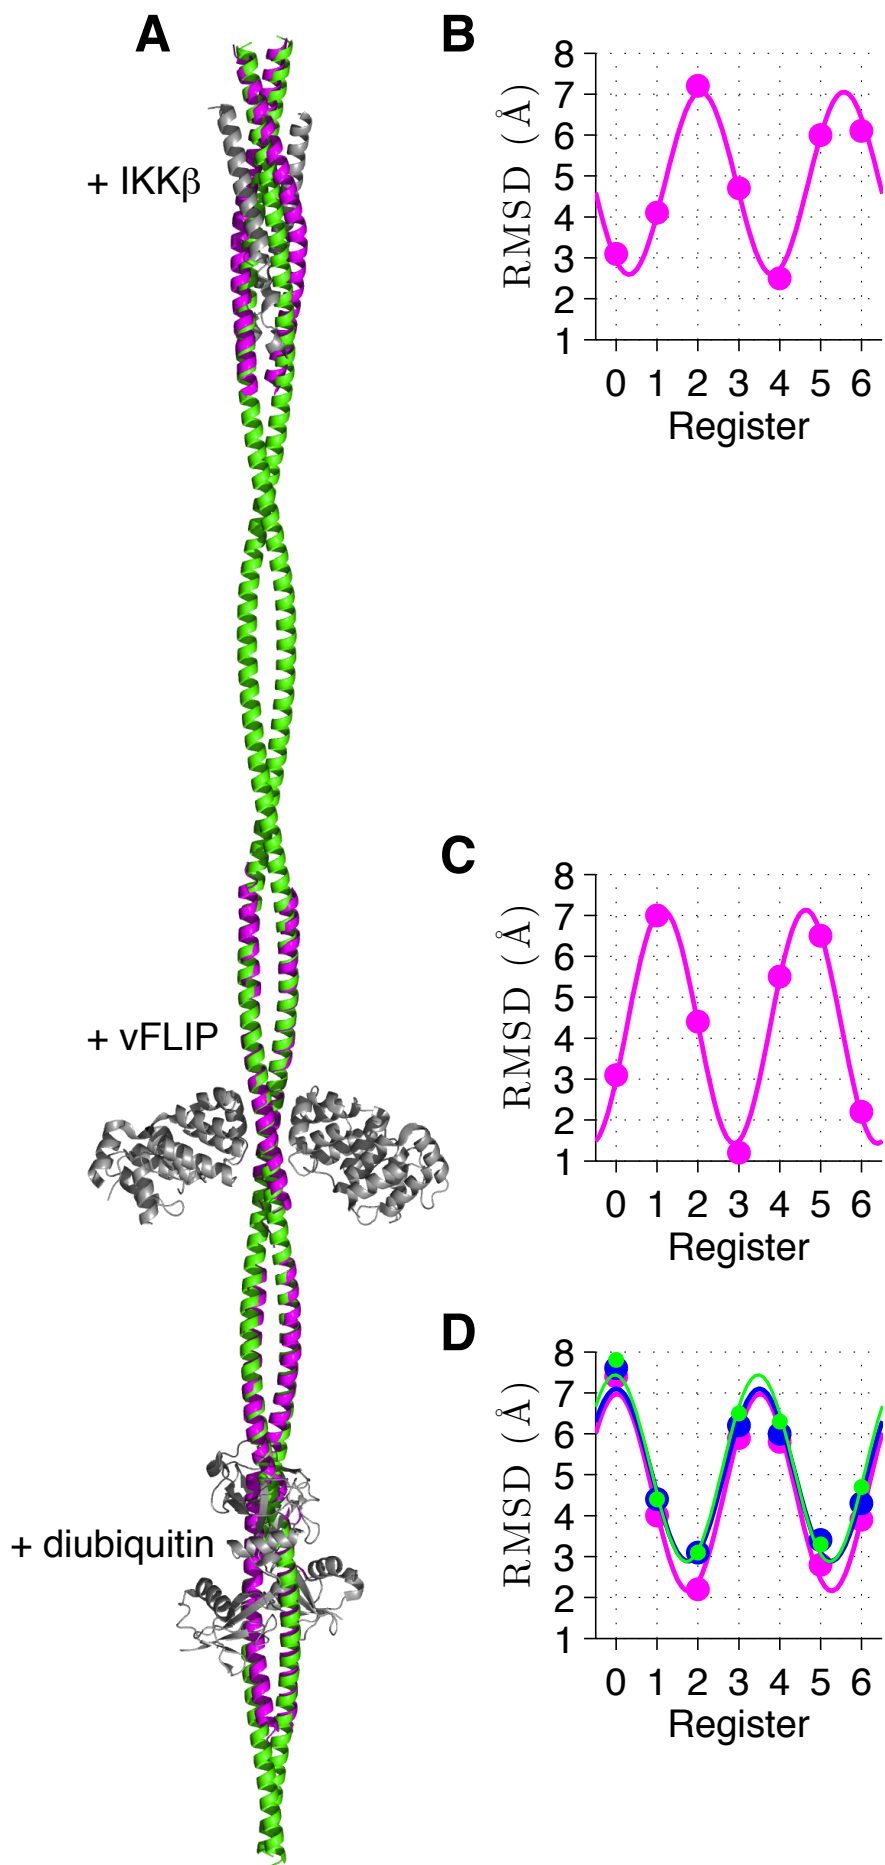 A
+ IKKβ
+ vFLIP
+ diubiquitin
B
RMSD (Å)
8
7
6
5
4
3
2
1
0 1 2 3 4 5 6
Register
C
RMSD (Å)
8
7
6
5
4
3
2
1
0 1 2 3 4 5 6
Register
D
RMSD (Å)
8
7
6
5
4
3
2
1
0 1 2 3 4 5 6
Register